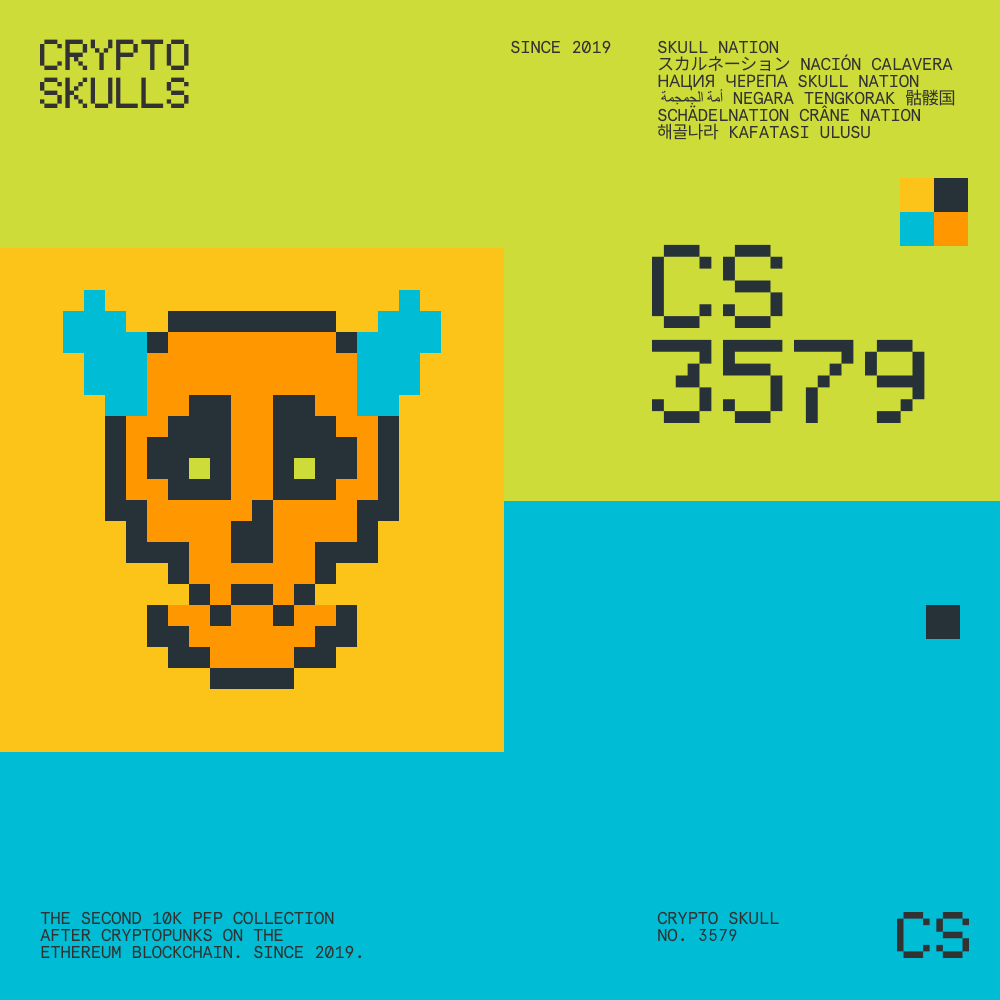 CRYPTO
SKULLS
SINCE 2019
SKULL NATION
スカルネーション NACIÓN CALAVERA
НАЦИЯ ЧЕРЕПА SKULL NATION
أمة الجمجمة NEGARA TENGKORAK 骷髅国
SCHÄDELNATION CRÂNE NATION
해골나라 KAFATASI ULUSU
CS
3579
THE SECOND 10K PFP COLLECTION
AFTER CRYPTOPUNKS ON THE
ETHEREUM BLOCKCHAIN. SINCE 2019.
CRYPTO SKULL
NO. 3579
CS